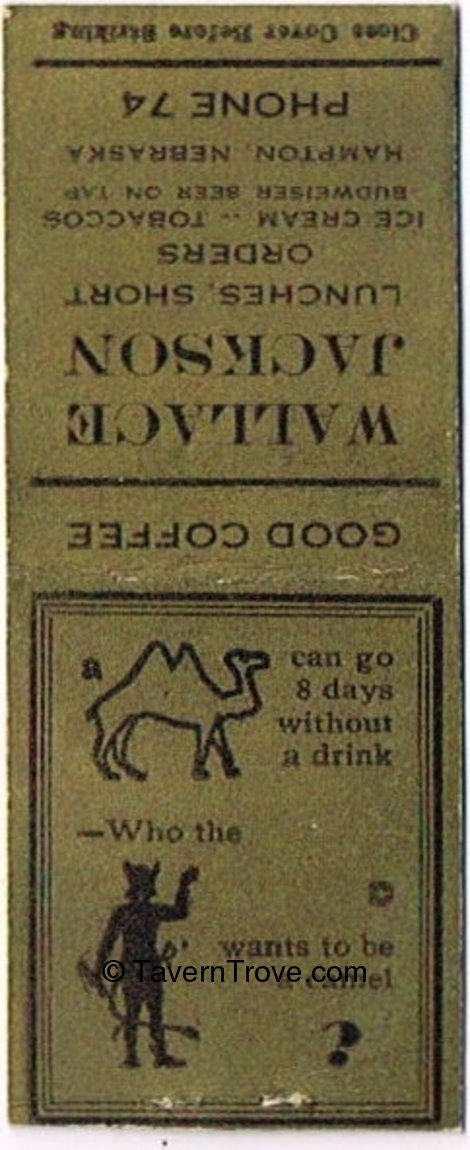 Close Cover Before Striking
PHONE 74
HAMPTON, NEBRASKA
BUDWEISER BEER ON TAP
ICE CREAM -- TOBACCOS
ORDERS
LUNCHES, SHORT
JACKSON
WALLACE
GOOD COFFEE
a can go
8 days
without
a drink
—Who the
wants to be
a camel
?
© TavernTrove.com